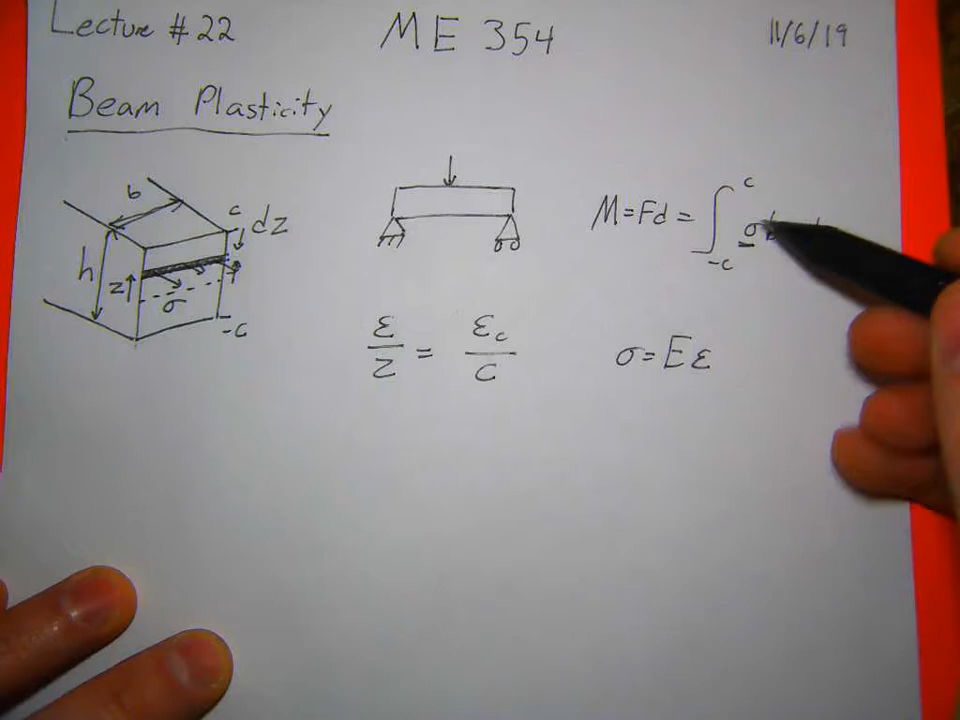 Lecture #22 ME 354 11/6/19
Beam Plasticity
b
c
dz
h
z
σ
-c
M=Fd= ∫ c -c σ
ε/z = εc/c σ=Eε